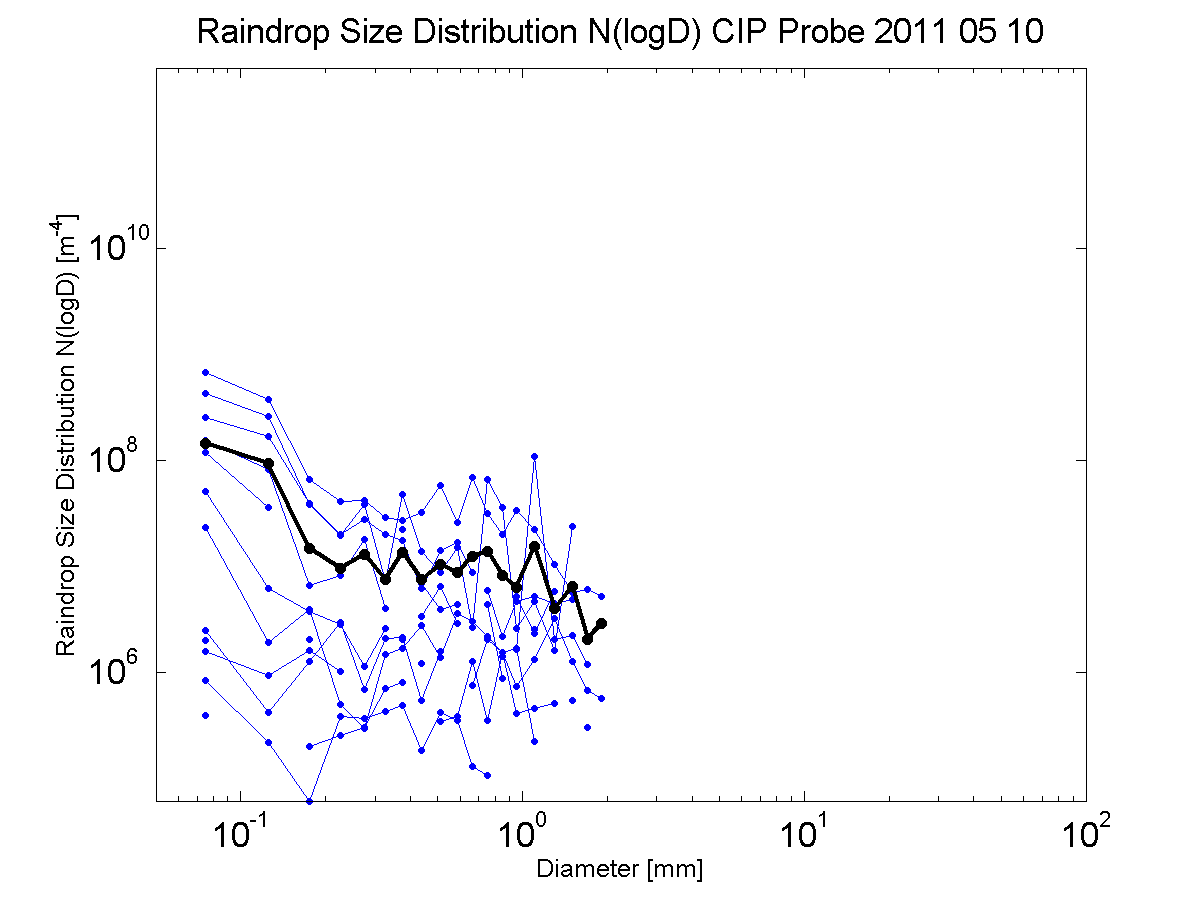 Raindrop Size Distribution N(logD) CIP Probe 2011 05 10
Raindrop Size Distribution N(logD) [m-4]
10^10
10^8
10^6
10^-1
10^0
10^1
10^2
Diameter [mm]